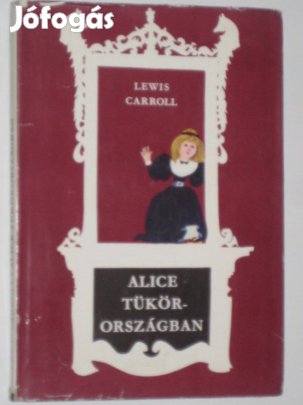 Jófogás
LEWIS
CARROLL
ALICE
TÜKÖR-
ORSZÁGBAN